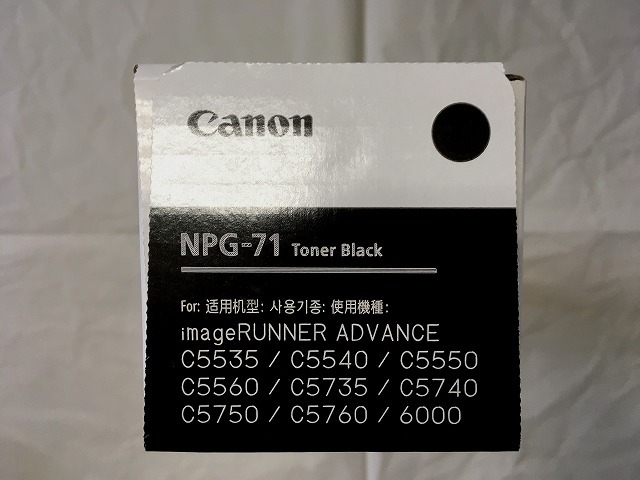 Canon
NPG-71 Toner Black
For: 适用机型: 사용기종: 使用機種:
imageRUNNER ADVANCE
C5535 / C5540 / C5550
C5560 / C5735 / C5740
C5750 / C5760 / 6000